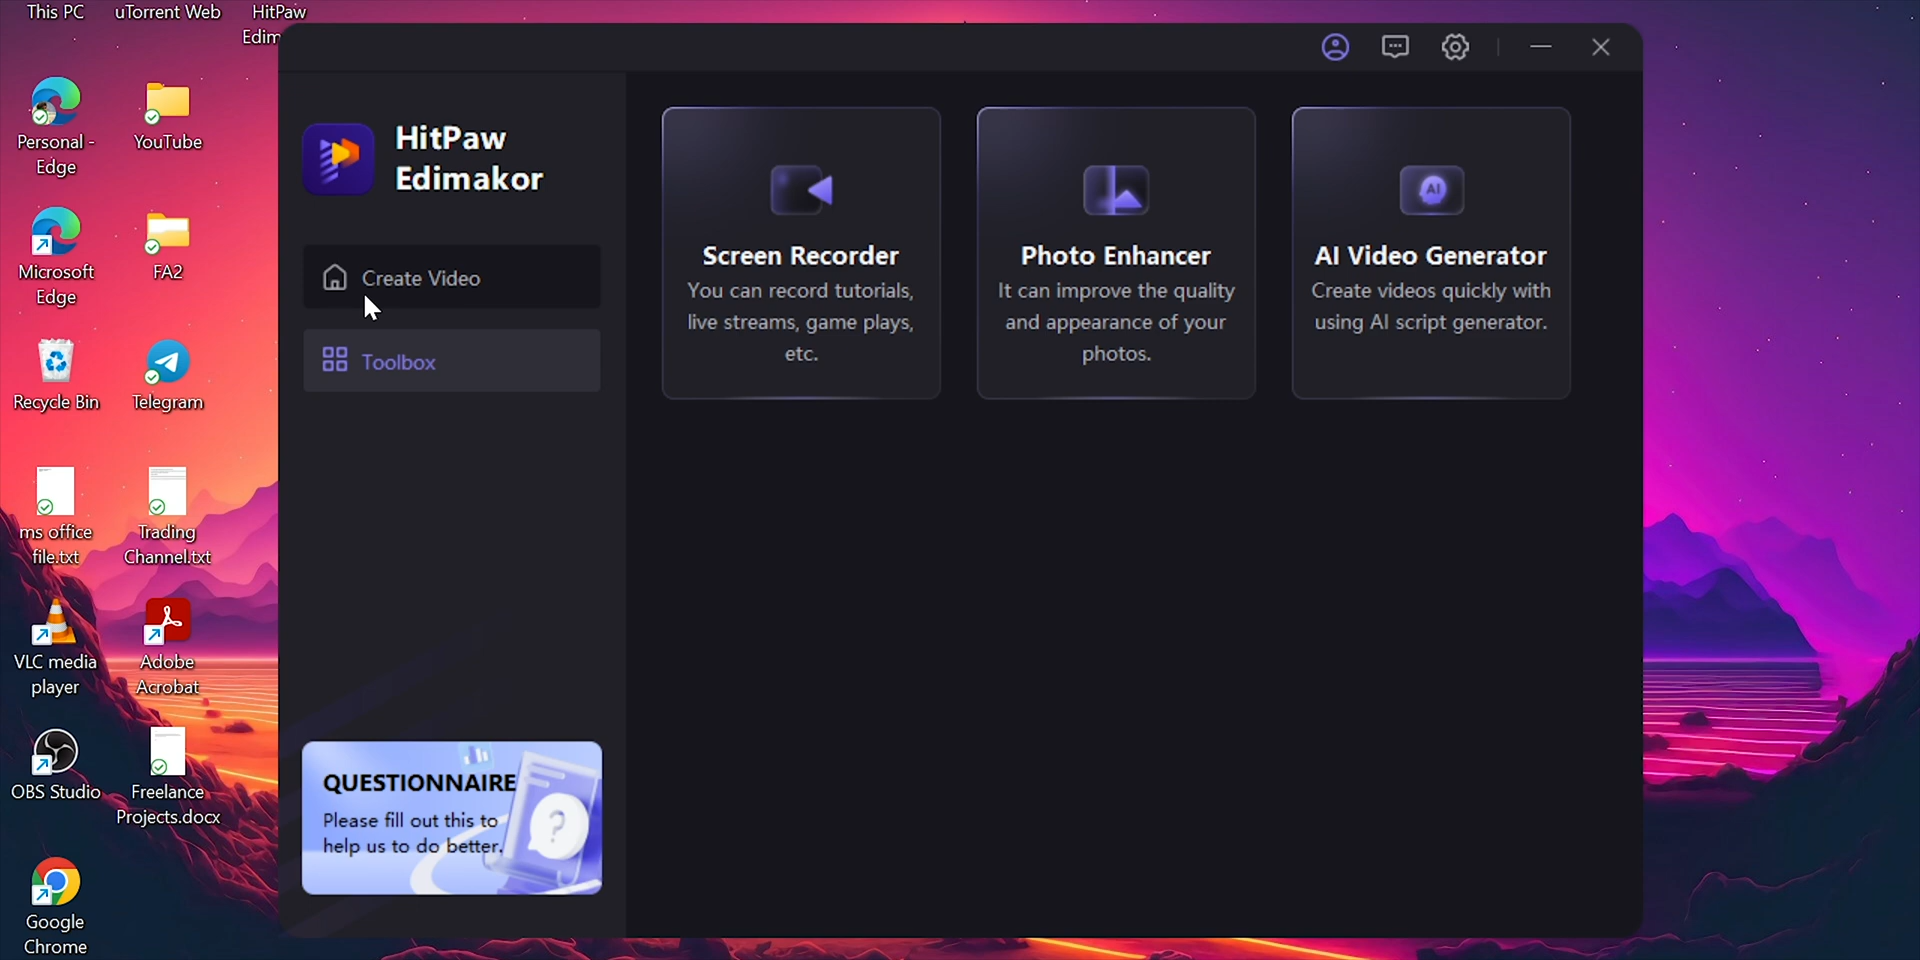 This PC
uTorrent Web
HitPaw
Edim
Personal -
Edge
YouTube
Microsoft
Edge
FA2
Recycle Bin
Telegram
ms office
file.txt
Trading
Channel.txt
VLC media
player
Adobe
Acrobat
OBS Studio
Freelance
Projects.docx
Google
Chrome
HitPaw
Edimakor
Create Video
Toolbox
QUESTIONNAIRE
Please fill out this to
help us to do better.
Screen Recorder
You can record tutorials,
live streams, game plays,
etc.
Photo Enhancer
It can improve the quality
and appearance of your
photos.
AI
AI Video Generator
Create videos quickly with
using AI script generator.